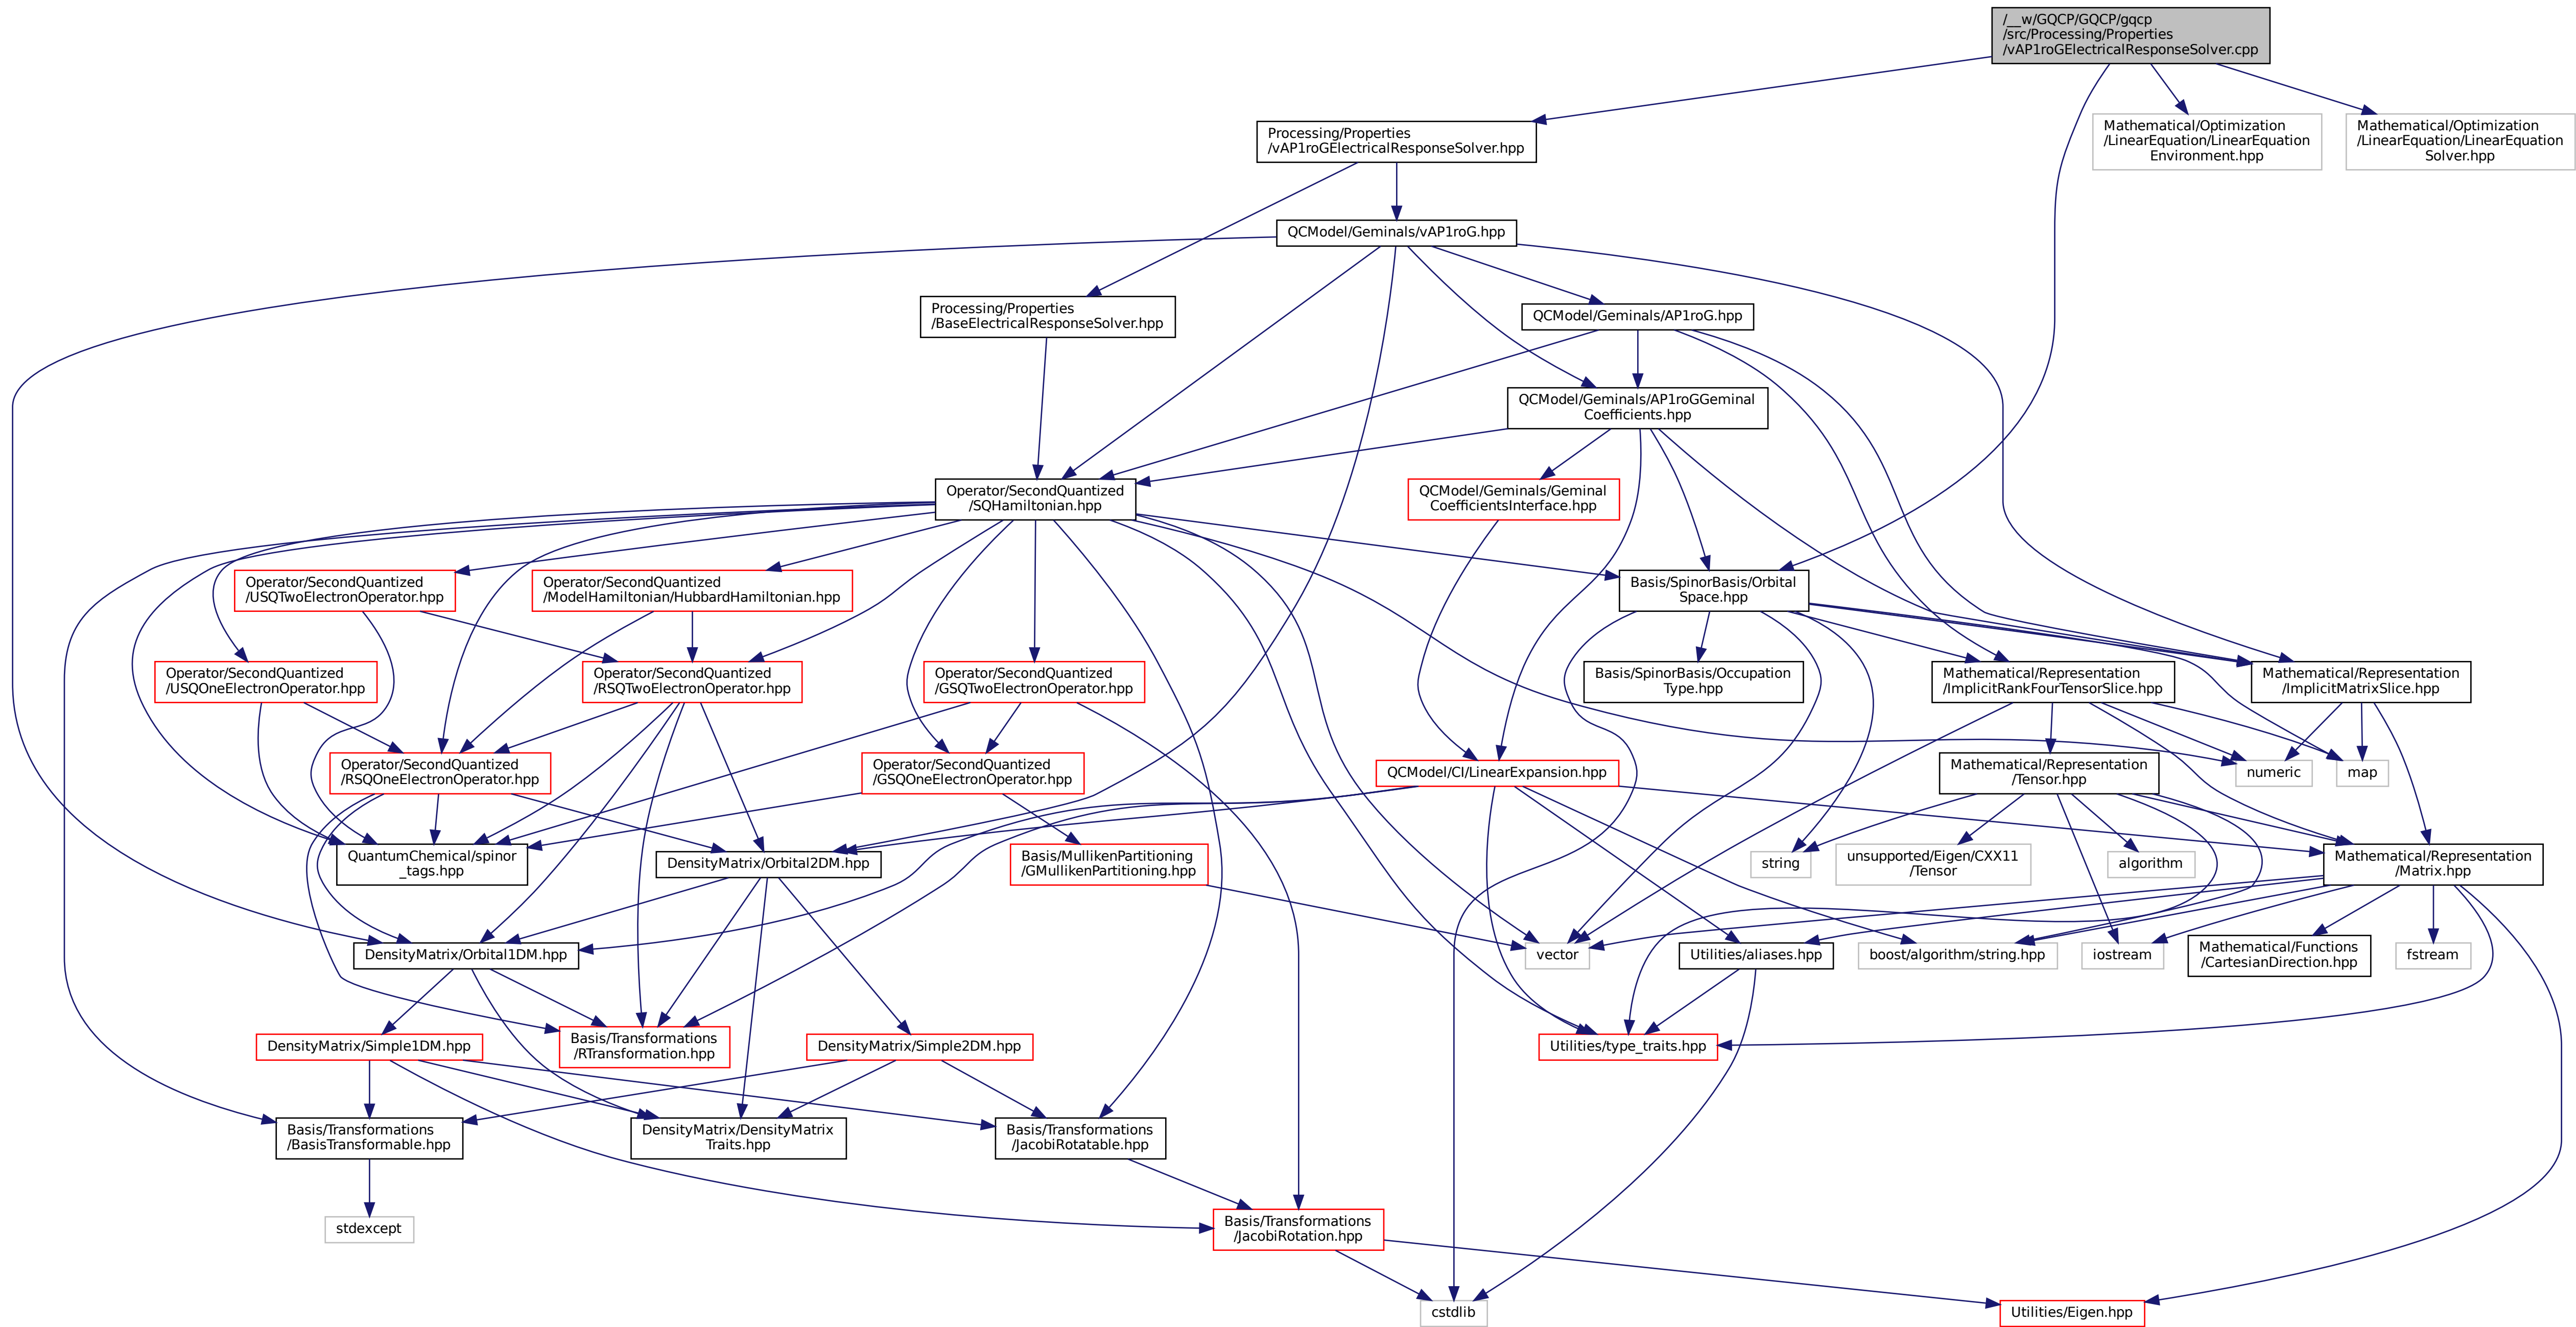 /__w/GQCP/GQCP/gqcp
/src/Processing/Properties
/vAP1roGElectricalResponseSolver.cpp
Processing/Properties
/vAP1roGElectricalResponseSolver.hpp
Mathematical/Optimization
/LinearEquation/LinearEquation
Environment.hpp
Mathematical/Optimization
/LinearEquation/LinearEquation
Solver.hpp
QCModel/Geminals/vAP1roG.hpp
Processing/Properties
/BaseElectricalResponseSolver.hpp
QCModel/Geminals/AP1roG.hpp
QCModel/Geminals/AP1roGGeminal
Coefficients.hpp
Operator/SecondQuantized
/SQHamiltonian.hpp
QCModel/Geminals/Geminal
CoefficientsInterface.hpp
Operator/SecondQuantized
/USQTwoElectronOperator.hpp
Operator/SecondQuantized
/ModelHamiltonian/HubbardHamiltonian.hpp
Basis/SpinorBasis/Orbital
Space.hpp
Operator/SecondQuantized
/USQOneElectronOperator.hpp
Operator/SecondQuantized
/RSQTwoElectronOperator.hpp
Operator/SecondQuantized
/GSQTwoElectronOperator.hpp
Basis/SpinorBasis/Occupation
Type.hpp
Mathematical/Representation
/ImplicitRankFourTensorSlice.hpp
Mathematical/Representation
/ImplicitMatrixSlice.hpp
Operator/SecondQuantized
/RSQOneElectronOperator.hpp
Operator/SecondQuantized
/GSQOneElectronOperator.hpp
QCModel/CI/LinearExpansion.hpp
Mathematical/Representation
/Tensor.hpp
numeric
map
QuantumChemical/spinor
_tags.hpp
DensityMatrix/Orbital2DM.hpp
Basis/MullikenPartitioning
/GMullikenPartitioning.hpp
string
unsupported/Eigen/CXX11
/Tensor
algorithm
Mathematical/Representation
/Matrix.hpp
DensityMatrix/Orbital1DM.hpp
vector
Utilities/aliases.hpp
boost/algorithm/string.hpp
iostream
Mathematical/Functions
/CartesianDirection.hpp
fstream
DensityMatrix/Simple1DM.hpp
Basis/Transformations
/RTransformation.hpp
DensityMatrix/Simple2DM.hpp
Utilities/type_traits.hpp
Basis/Transformations
/BasisTransformable.hpp
DensityMatrix/DensityMatrix
Traits.hpp
Basis/Transformations
/JacobiRotatable.hpp
stdexcept
Basis/Transformations
/JacobiRotation.hpp
cstdlib
Utilities/Eigen.hpp